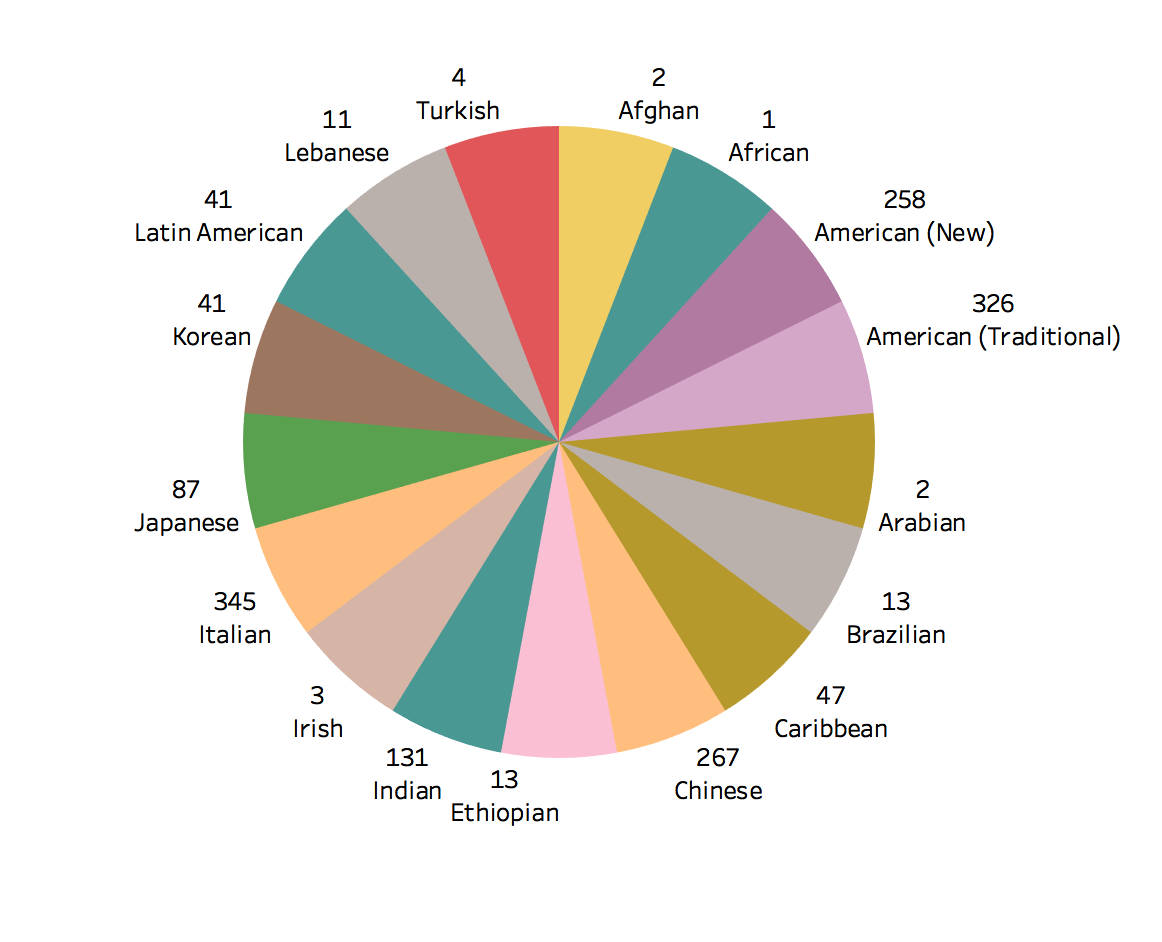 4
Turkish
2
Afghan
11
Lebanese
1
African
41
Latin American
258
American (New)
41
Korean
326
American (Traditional)
87
Japanese
2
Arabian
345
Italian
13
Brazilian
3
Irish
47
Caribbean
131
Indian
13
Ethiopian
267
Chinese